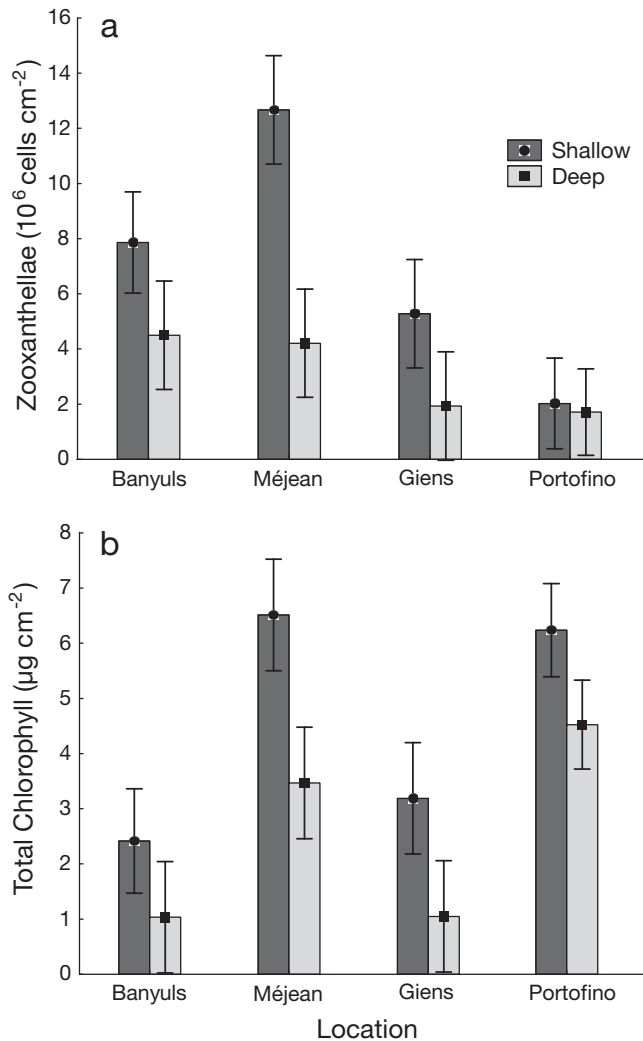 a
16
14
12
10
8
6
4
2
0
Zooxanthellae (10⁶ cells cm⁻²)
Shallow
Deep
Banyuls Méjean Giens Portofino
b
8
7
6
5
4
3
2
1
0
Total Chlorophyll (µg cm⁻²)
Banyuls Méjean Giens Portofino
Location